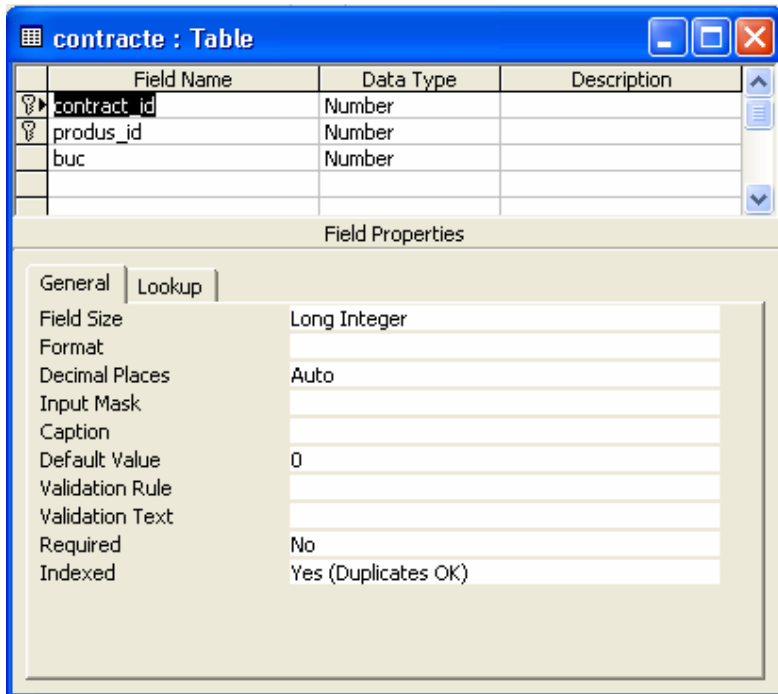 contracte : Table
Field Name Data Type Description
contract_id Number
produs_id Number
buc Number
Field Properties
General Lookup
Field Size Long Integer
Format
Decimal Places Auto
Input Mask
Caption
Default Value 0
Validation Rule
Validation Text
Required No
Indexed Yes (Duplicates OK)